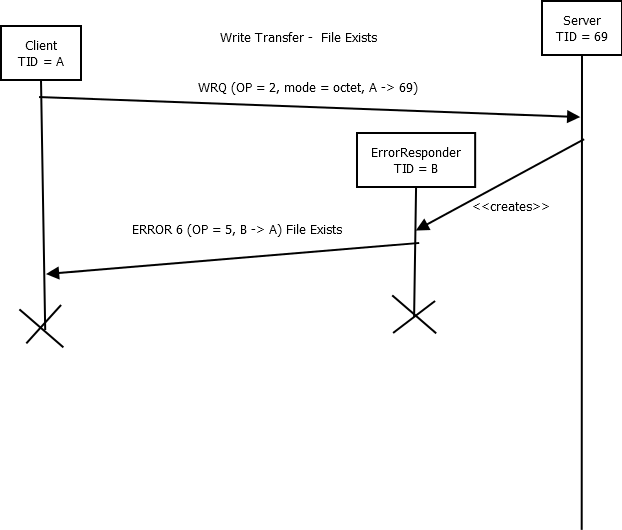 Write Transfer -  File Exists
Client
TID = A
Server
TID = 69
WRQ (OP = 2, mode = octet, A -> 69)
ErrorResponder
TID = B
<<creates>>
ERROR 6 (OP = 5, B -> A) File Exists